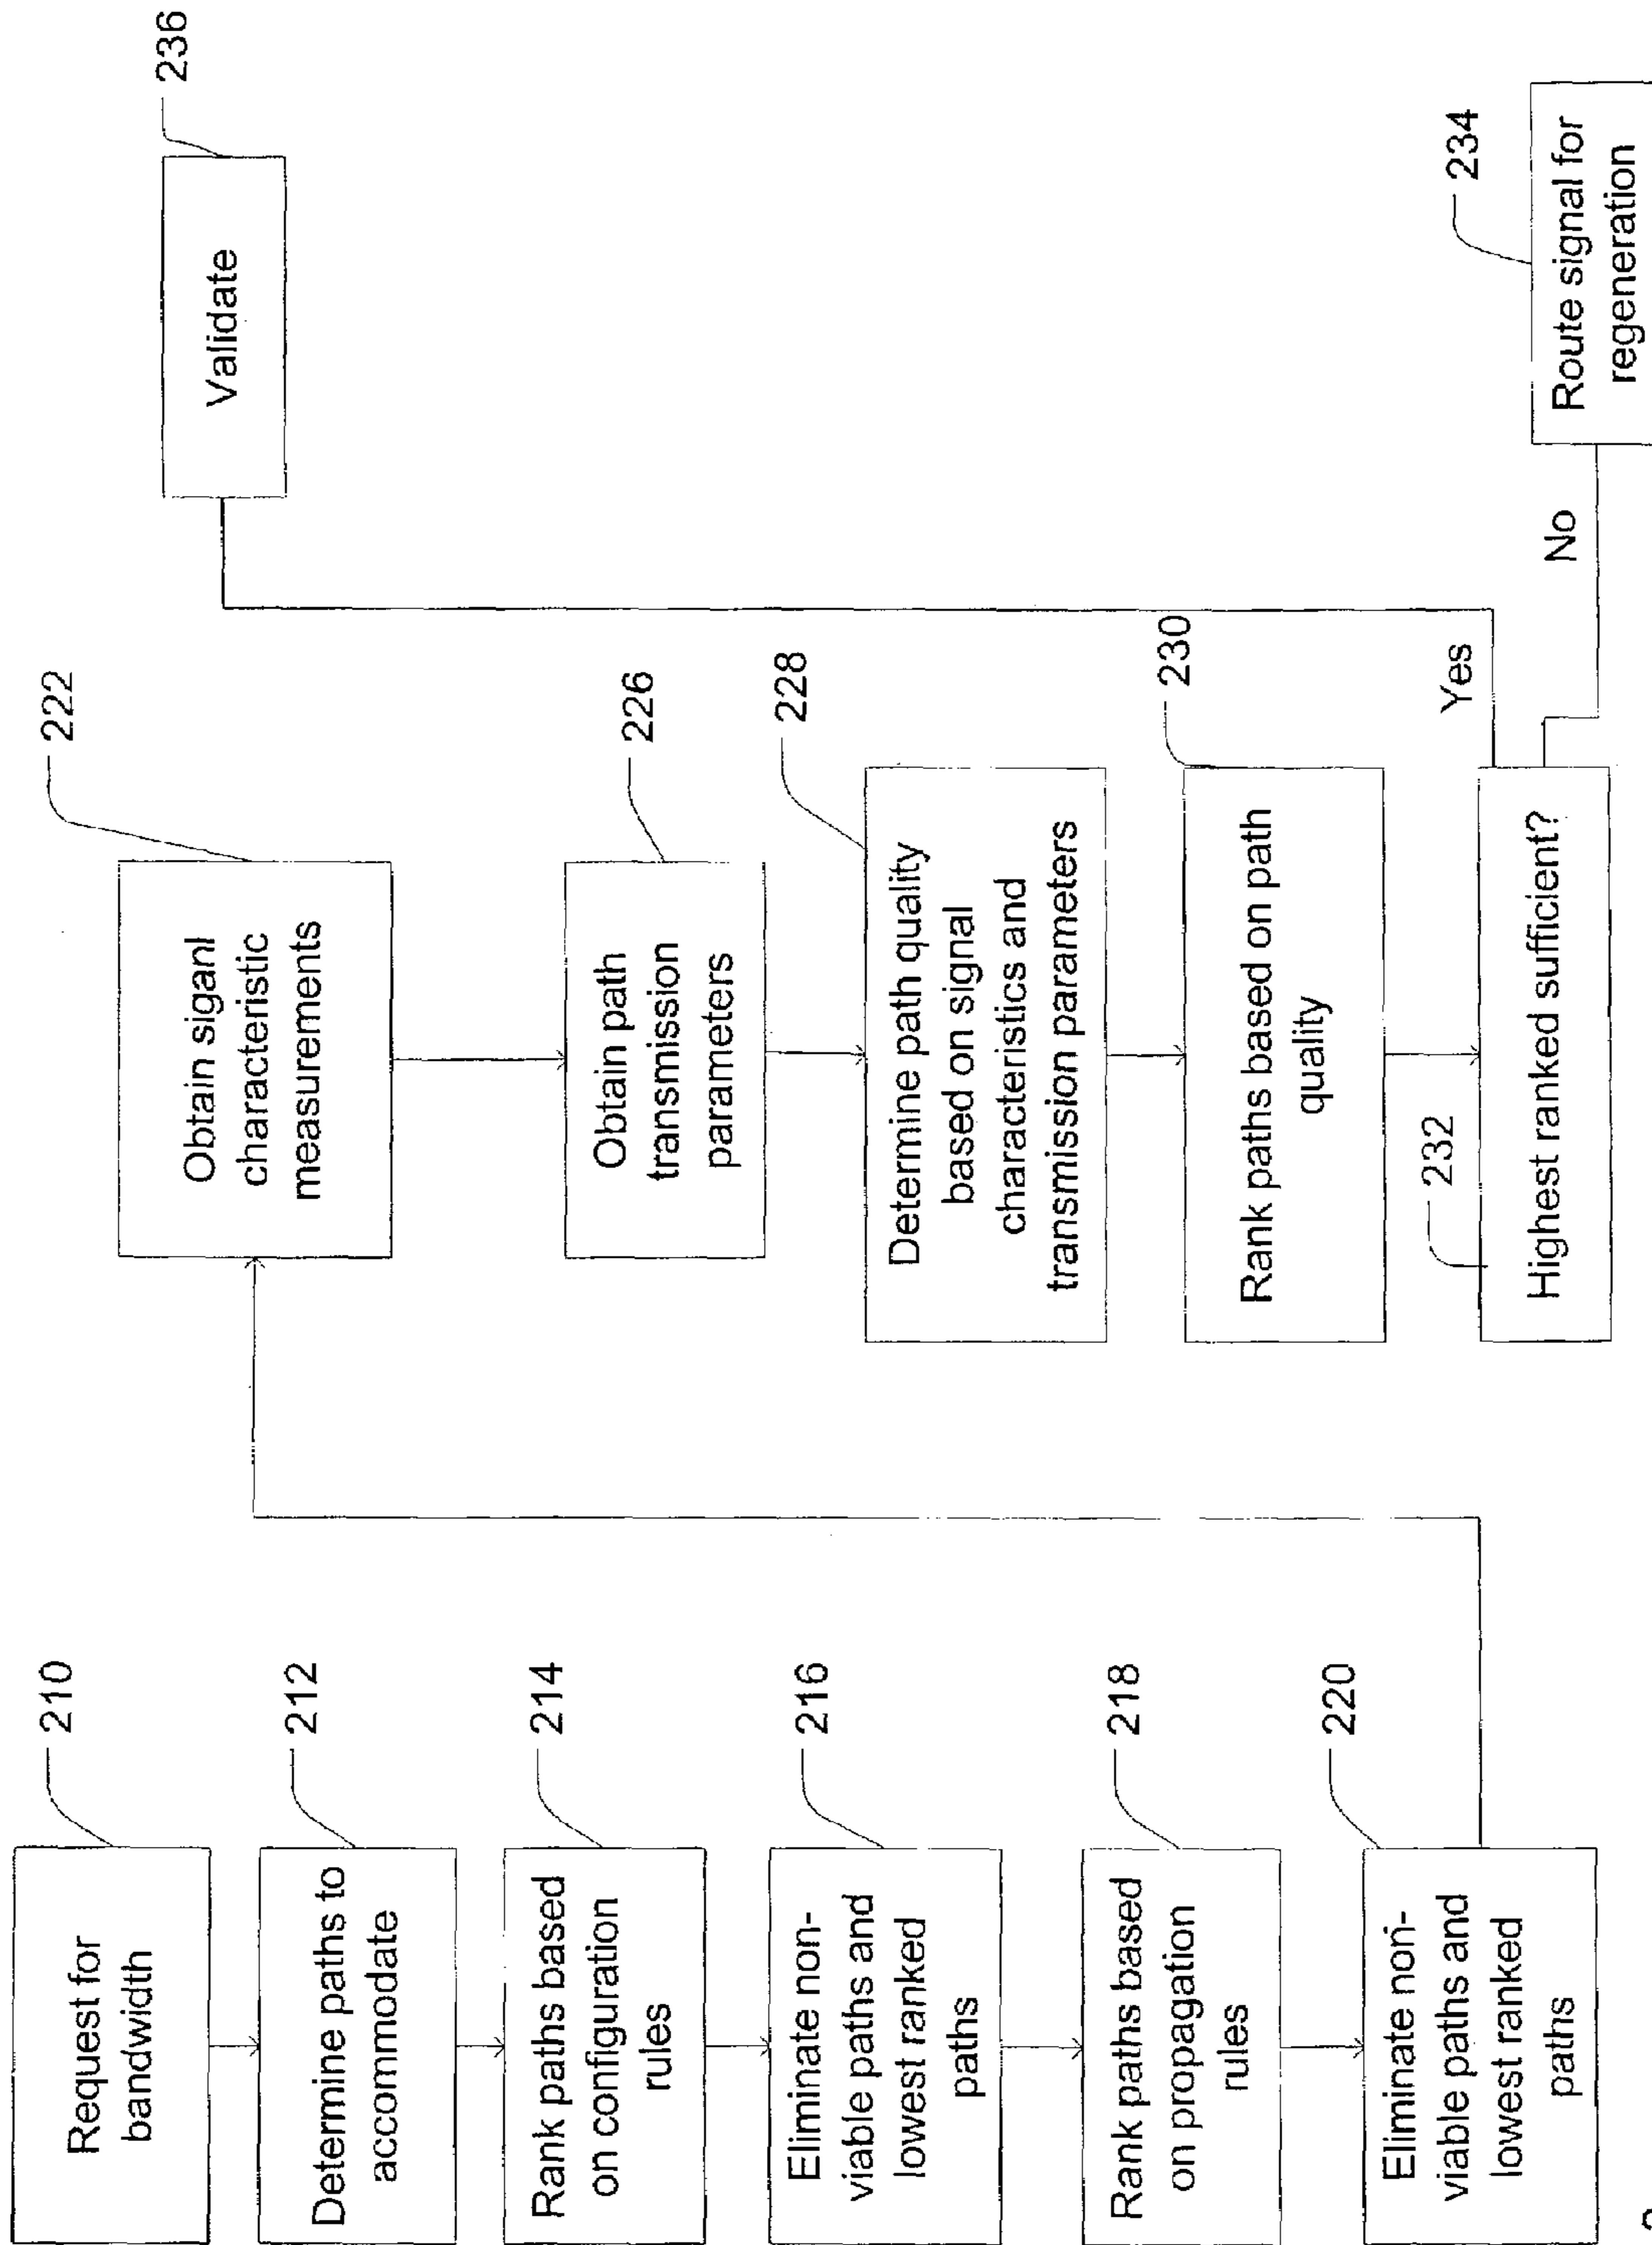 Request for
bandwidth
210
Determine paths to
accommodate
212
Rank paths based
on configuration
rules
214
Eliminate non-
viable paths and
lowest ranked
paths
216
Rank paths based
on propagation
rules
218
Eliminate non-
viable paths and
lowest ranked
paths
220
Obtain siganl
characteristic
measurements
222
Obtain path
transmission
parameters
226
Determine path quality
based on signal
characteristics and
transmission parameters
228
Rank paths based on path
quality
230
Highest ranked sufficient?
232
Yes
No
Validate
236
Route signal for
regeneration
234